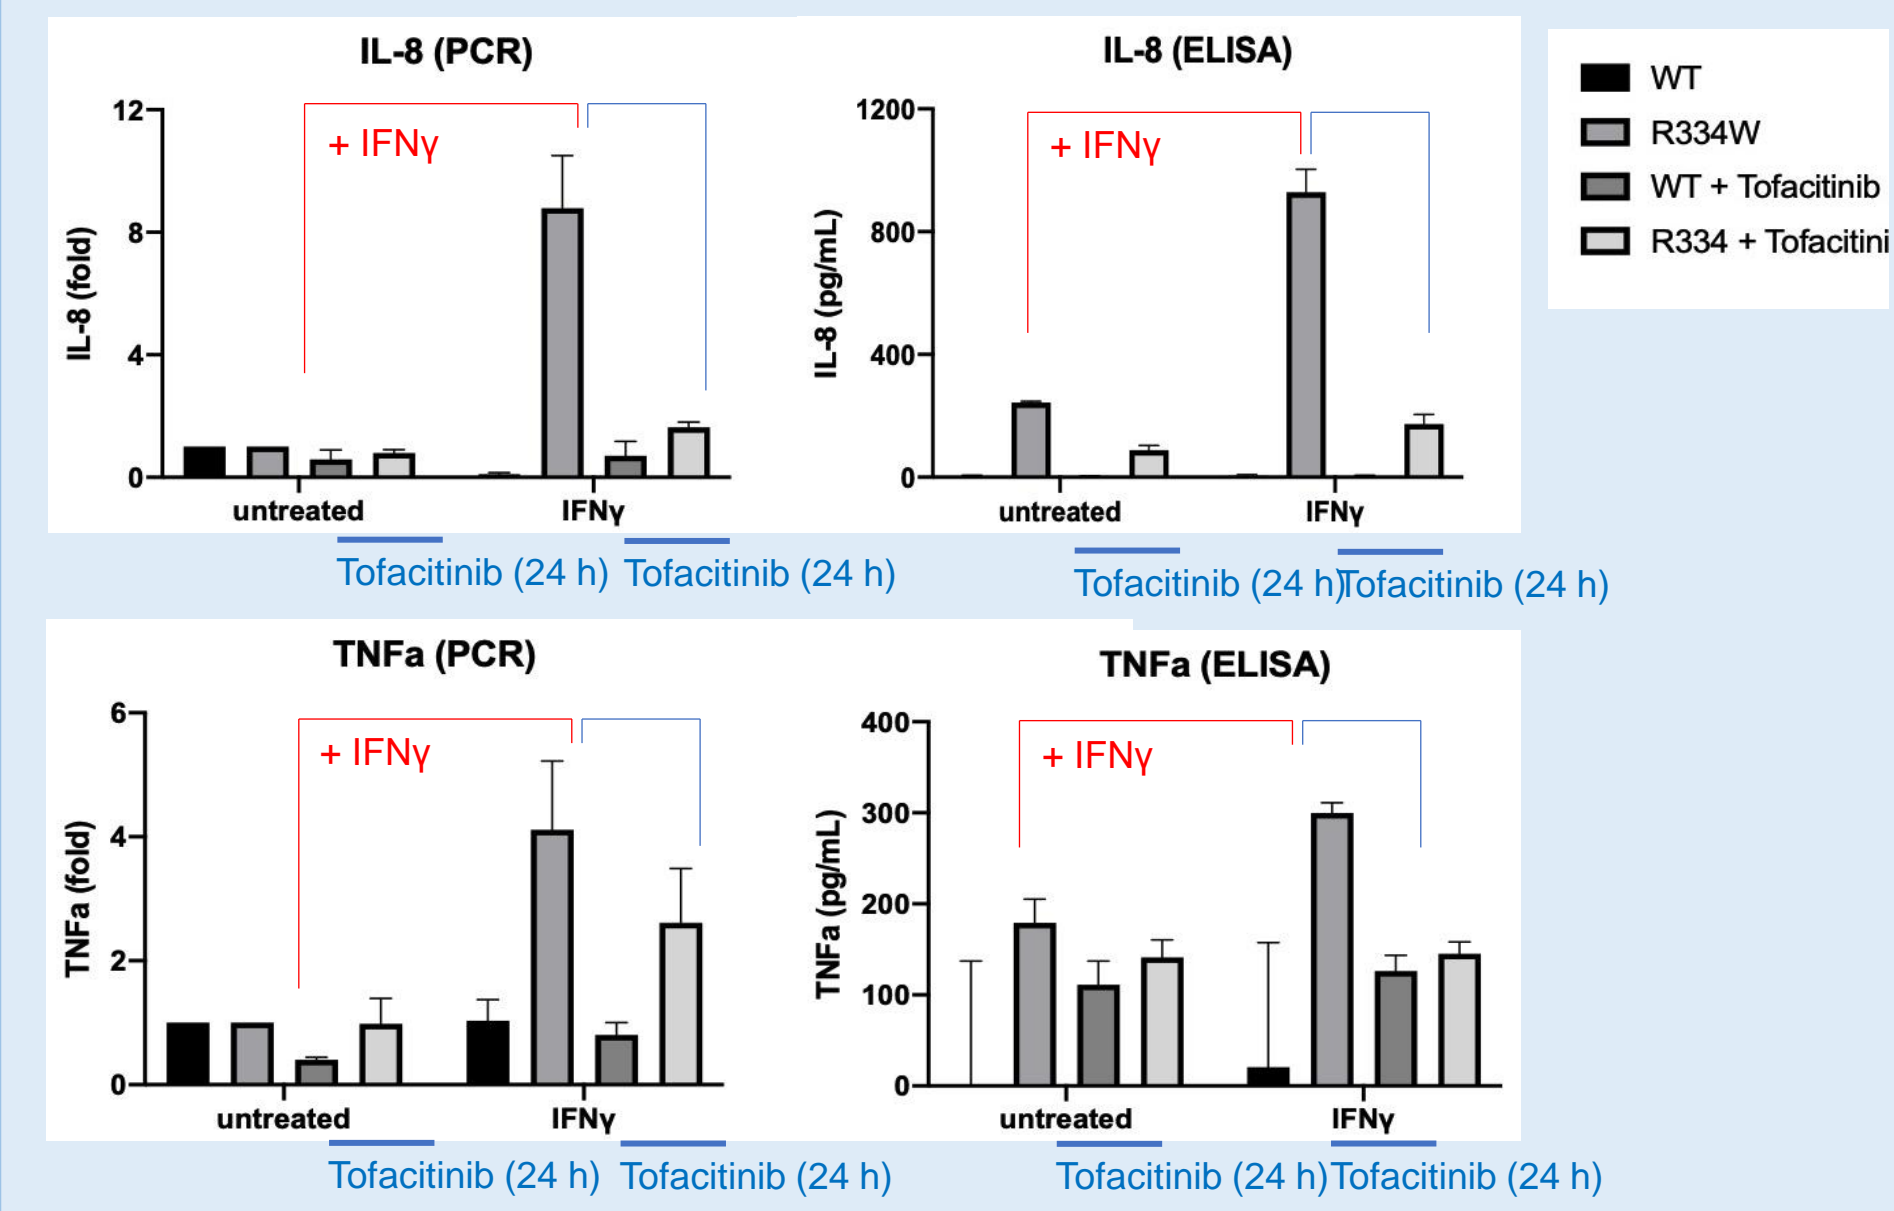 IL-8 (PCR)
12
8
4
0
IL-8 (fold)
+ IFNγ
untreated
IFNγ
Tofacitinib (24 h)
Tofacitinib (24 h)
IL-8 (ELISA)
1200
800
400
0
IL-8 (pg/mL)
+ IFNγ
untreated
IFNγ
Tofacitinib (24 h)
Tofacitinib (24 h)
WT
R334W
WT + Tofacitinib
R334 + Tofacitini
TNFa (PCR)
6
4
2
0
TNFa (fold)
+ IFNγ
untreated
IFNγ
Tofacitinib (24 h)
Tofacitinib (24 h)
TNFa (ELISA)
400
300
200
100
0
TNFa (pg/mL)
+ IFNγ
untreated
IFNγ
Tofacitinib (24 h)
Tofacitinib (24 h)